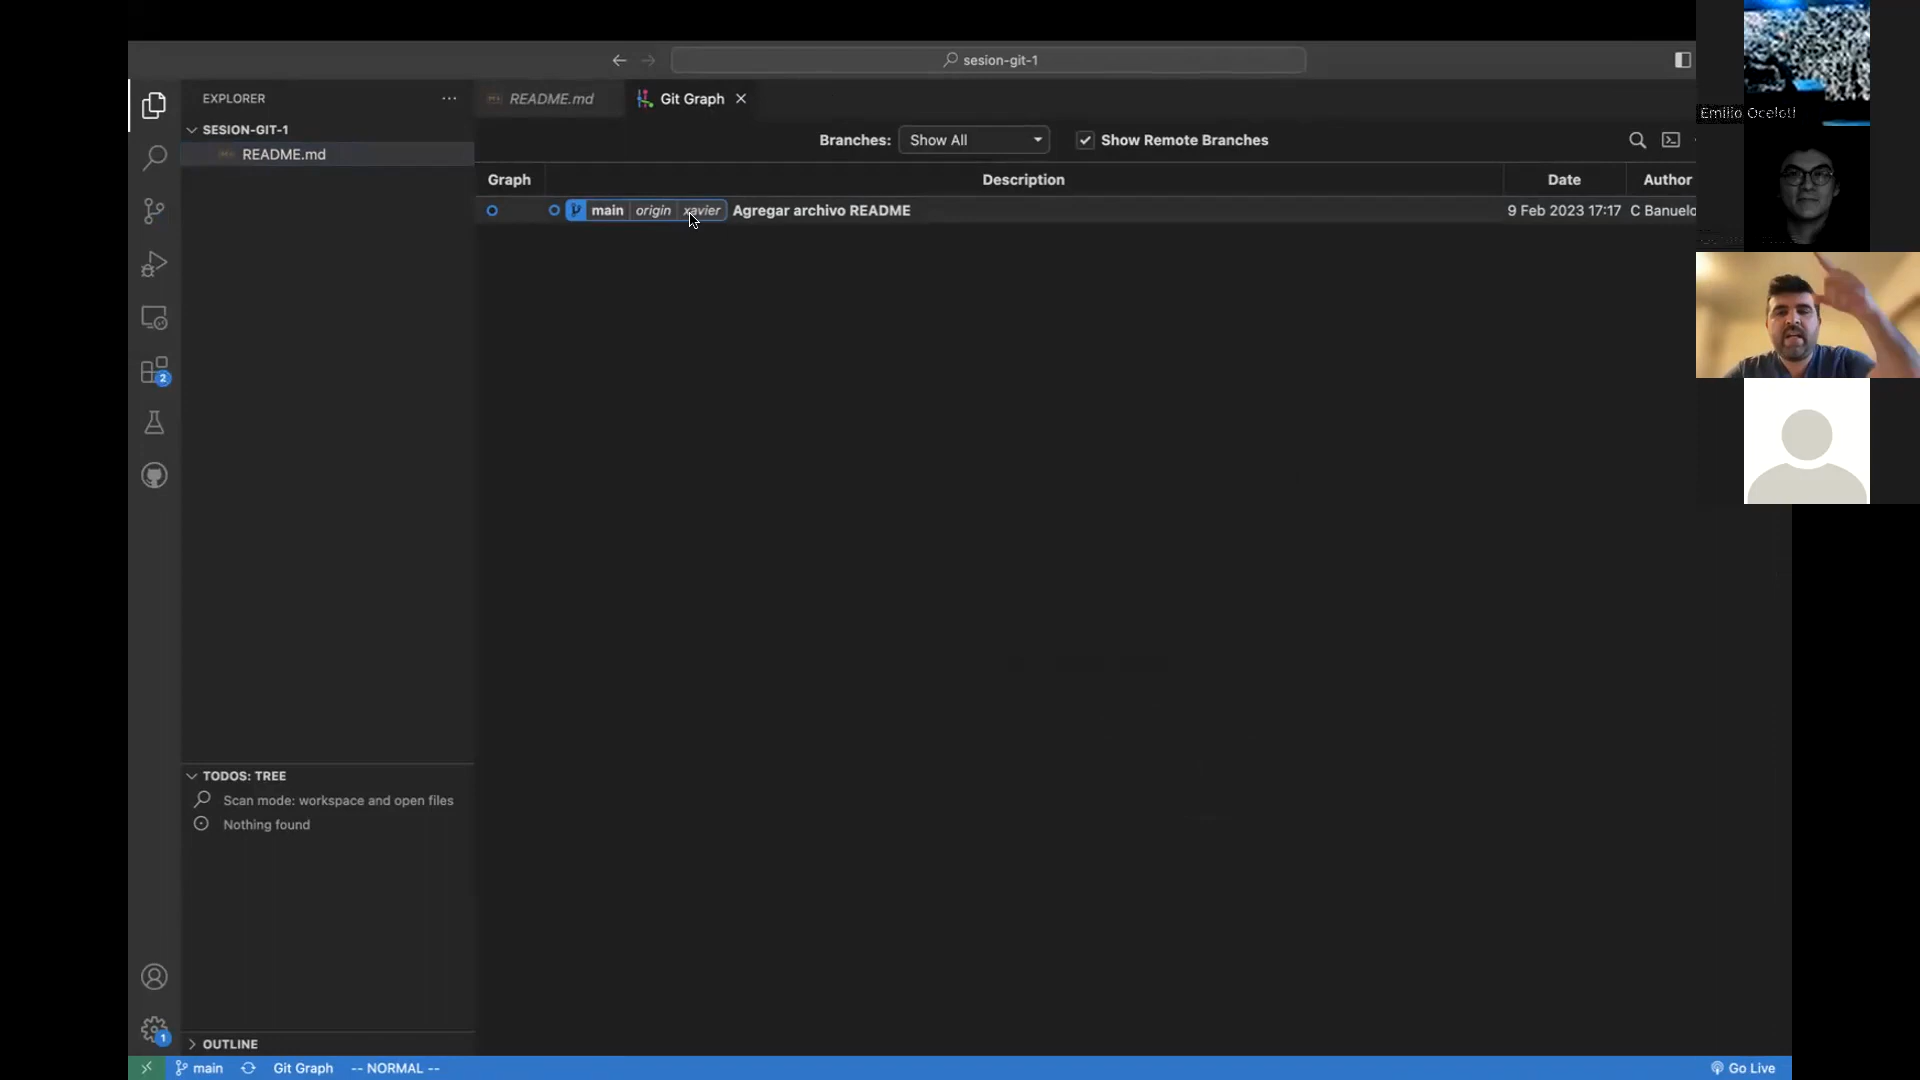 sesion-git-1
EXPLORER
README.md
Git Graph
SESION-GIT-1
README.md
Branches:
Show All
Show Remote Branches
Graph
Description
Date
Author
main
origin
xavier
Agregar archivo README
9 Feb 2023 17:17
C Banuelo
Emilio Ocelotl
2
TODOS: TREE
Scan mode: workspace and open files
Nothing found
1
OUTLINE
main
Git Graph
-- NORMAL --
Go Live